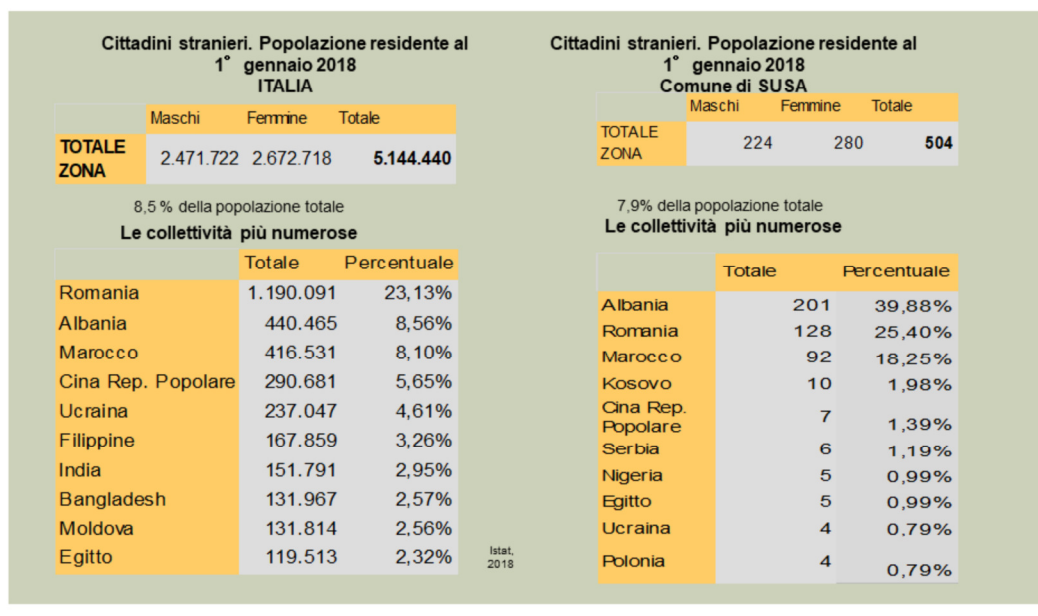 Cittadini stranieri. Popolazione residente al
1° gennaio 2018
ITALIA
Maschi Femmine Totale
TOTALE ZONA 2.471.722 2.672.718 5.144.440
8,5 % della popolazione totale
Le collettività più numerose
Totale Percentuale
Romania 1.190.091 23,13%
Albania 440.465 8,56%
Marocco 416.531 8,10%
Cina Rep. Popolare 290.681 5,65%
Ucraina 237.047 4,61%
Filippine 167.859 3,26%
India 151.791 2,95%
Bangladesh 131.967 2,57%
Moldova 131.814 2,56%
Egitto 119.513 2,32%
Istat,
2018
Cittadini stranieri. Popolazione residente al
1° gennaio 2018
Comune di SUSA
Maschi Femmine Totale
TOTALE ZONA 224 280 504
7,9% della popolazione totale
Le collettività più numerose
Totale Percentuale
Albania 201 39,88%
Romania 128 25,40%
Marocco 92 18,25%
Kosovo 10 1,98%
Cina Rep. Popolare 7 1,39%
Serbia 6 1,19%
Nigeria 5 0,99%
Egitto 5 0,99%
Ucraina 4 0,79%
Polonia 4 0,79%